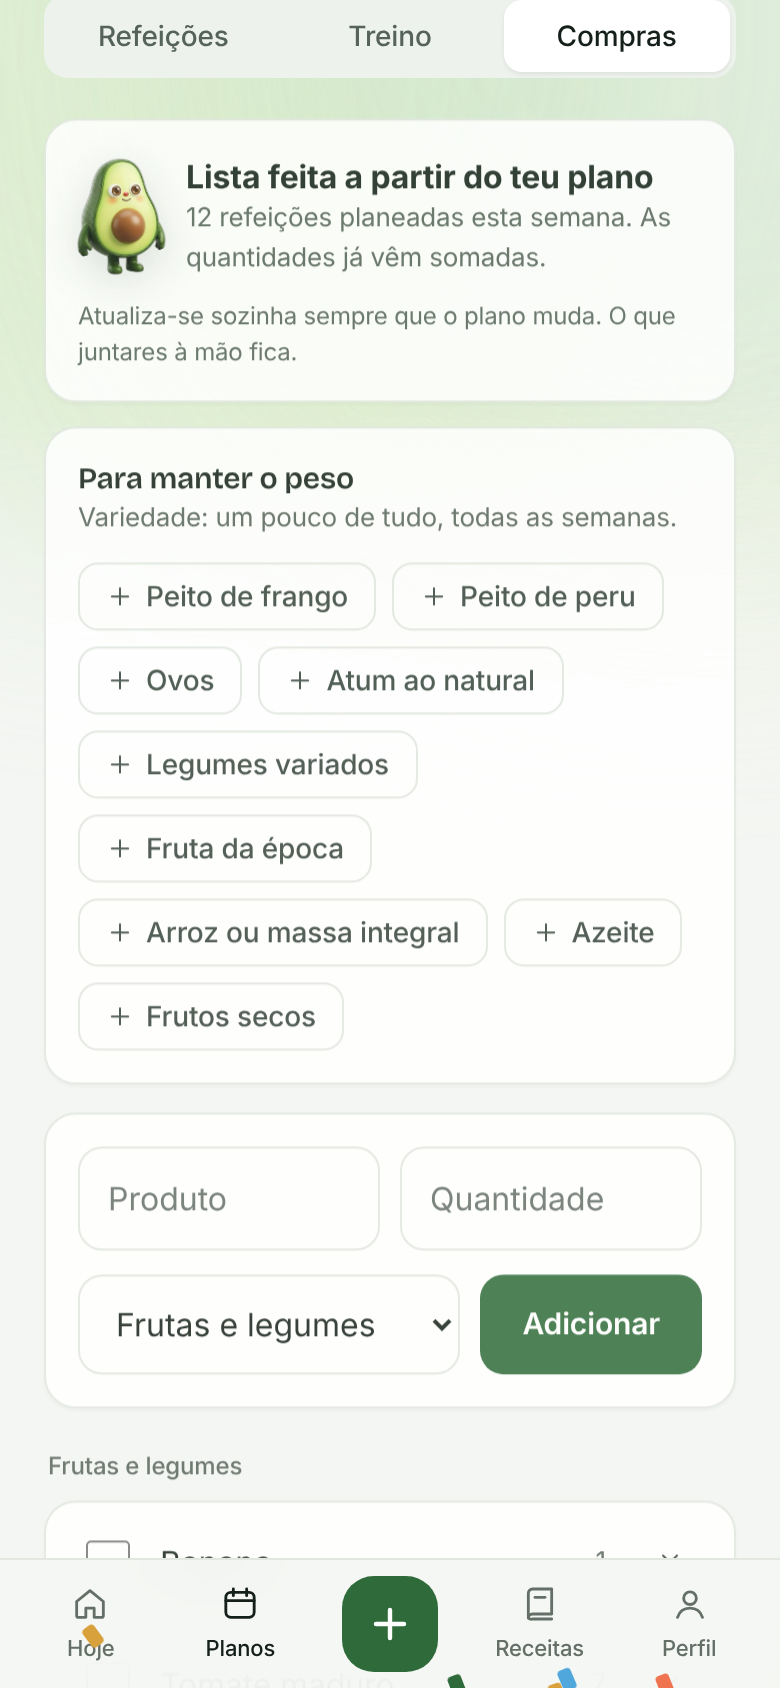 Refeições
Treino
Compras
Lista feita a partir do teu plano
12 refeições planeadas esta semana. As
quantidades já vêm somadas.
Atualiza-se sozinha sempre que o plano muda. O que
juntares à mão fica.
Para manter o peso
Variedade: um pouco de tudo, todas as semanas.
+ Peito de frango
+ Peito de peru
+ Ovos
+ Atum ao natural
+ Legumes variados
+ Fruta da época
+ Arroz ou massa integral
+ Azeite
+ Frutos secos
Produto
Quantidade
Frutas e legumes
Adicionar
Frutas e legumes
Hoje
Planos
Receitas
Perfil
Tomate maduro